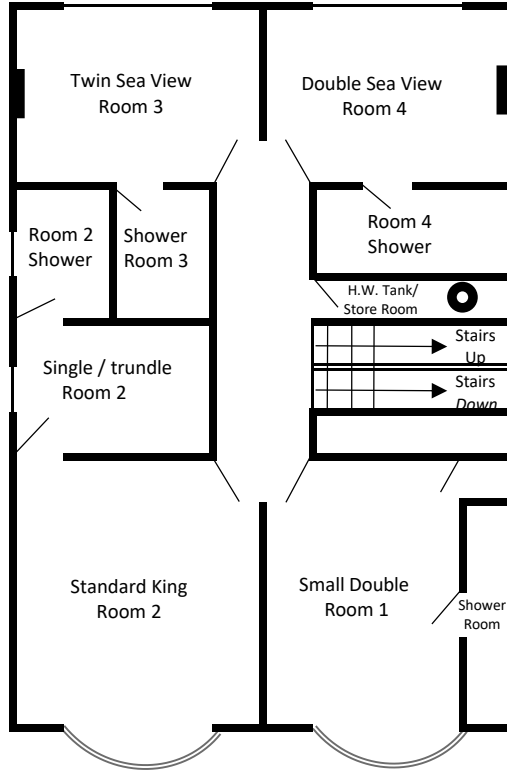 Twin Sea View
Room 3
Double Sea View
Room 4
Room 2
Shower
Shower
Room 3
Room 4
Shower
H.W. Tank/
Store Room
Stairs
Up
Stairs
Down
Single / trundle
Room 2
Standard King
Room 2
Small Double
Room 1
Shower
Room